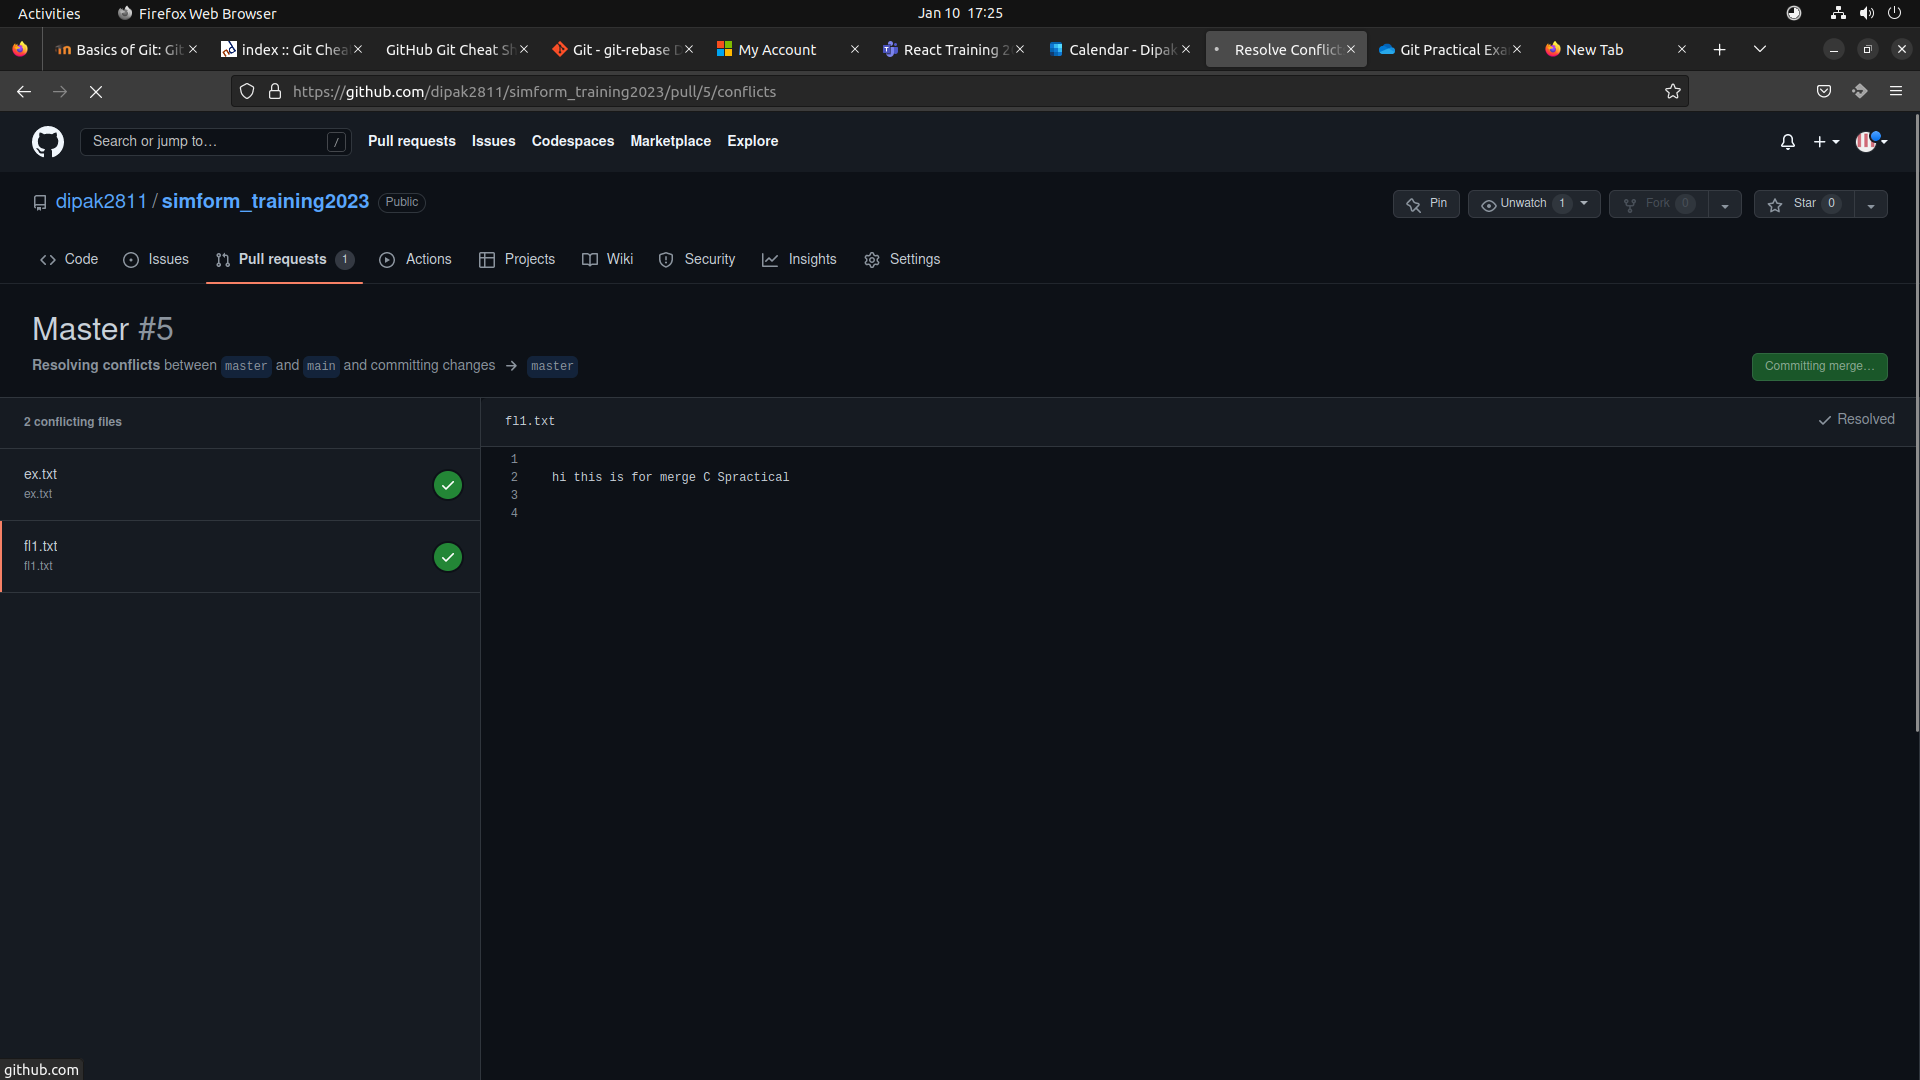 Activities Firefox Web Browser Jan 10 17:25
Basics of Git: Git index :: Git Chea GitHub Git Cheat Sh Git - git-rebase D My Account React Training 2 Calendar - Dipak Resolve Conflict Git Practical Exa New Tab
https://github.com/dipak2811/simform_training2023/pull/5/conflicts
Search or jump to… / Pull requests Issues Codespaces Marketplace Explore
dipak2811 / simform_training2023 Public Pin Unwatch 1 Fork 0 Star 0
Code Issues Pull requests 1 Actions Projects Wiki Security Insights Settings
Master #5
Resolving conflicts between master and main and committing changes → master Committing merge…
2 conflicting files
ex.txt
ex.txt
fl1.txt
fl1.txt
fl1.txt Resolved
1
2 hi this is for merge C Spractical
3
4
github.com